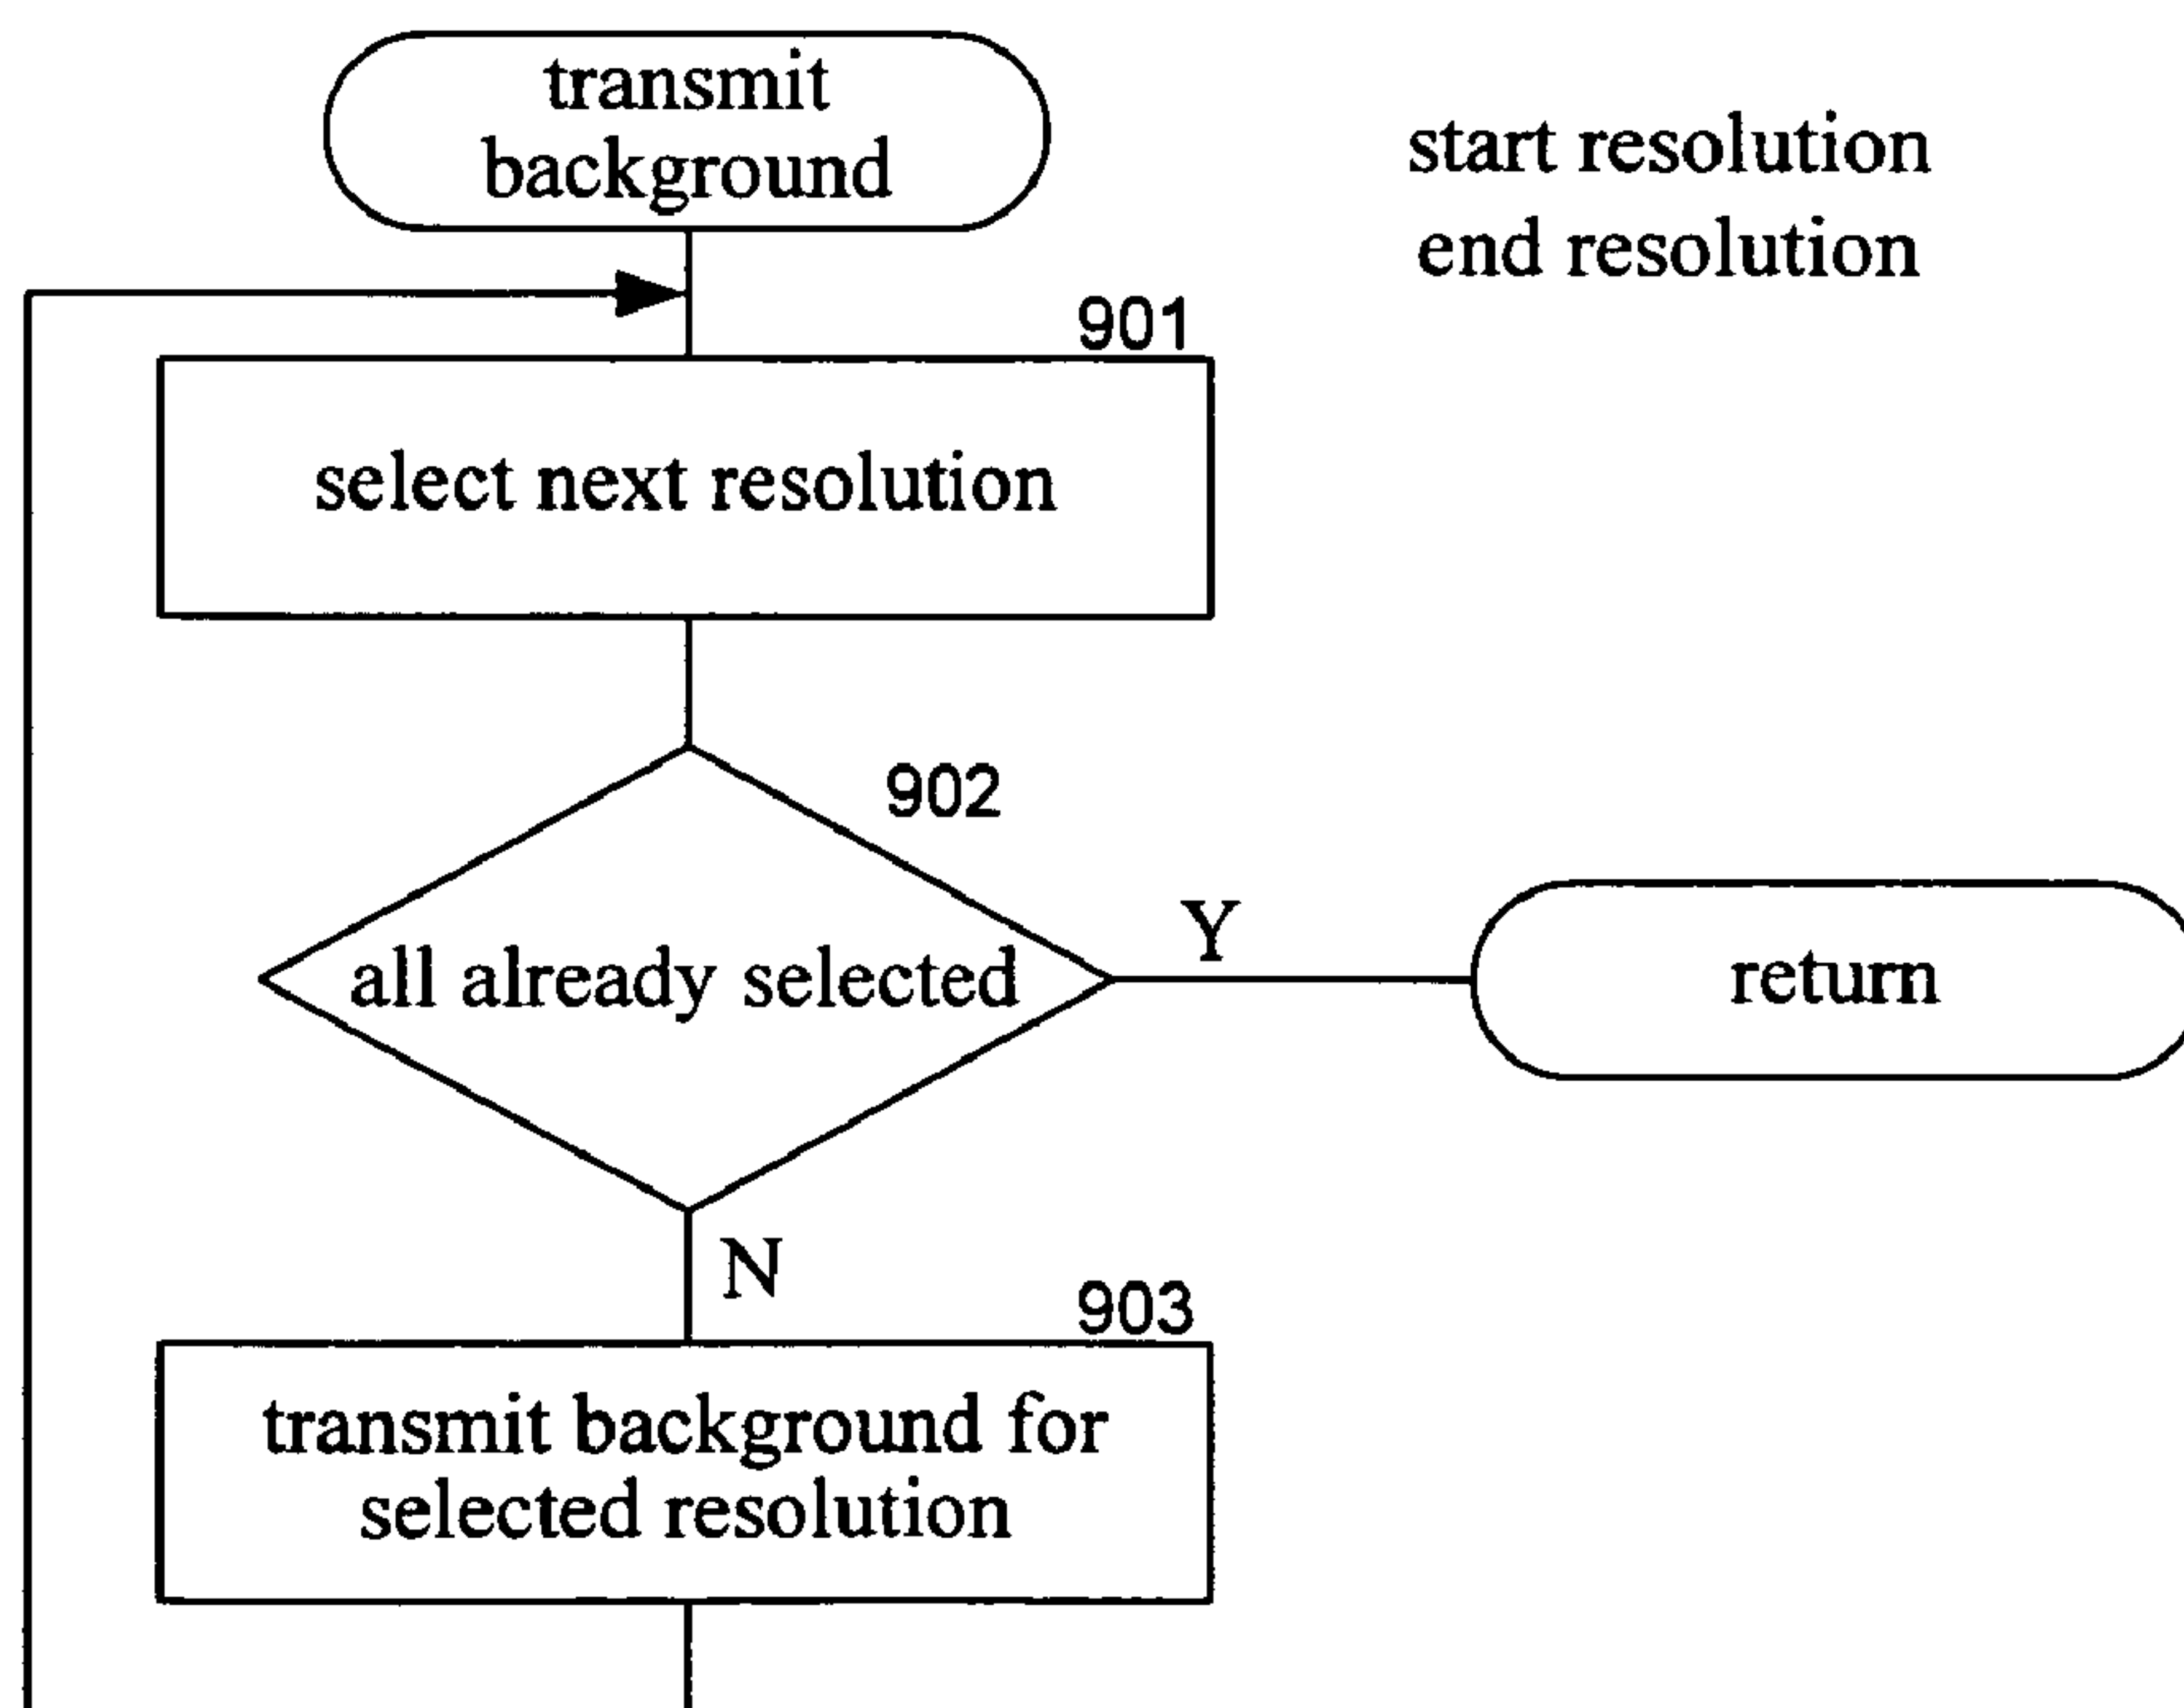 transmit
background
start resolution
end resolution
901
select next resolution
902
all already selected
Y
return
N
903
transmit background for
selected resolution